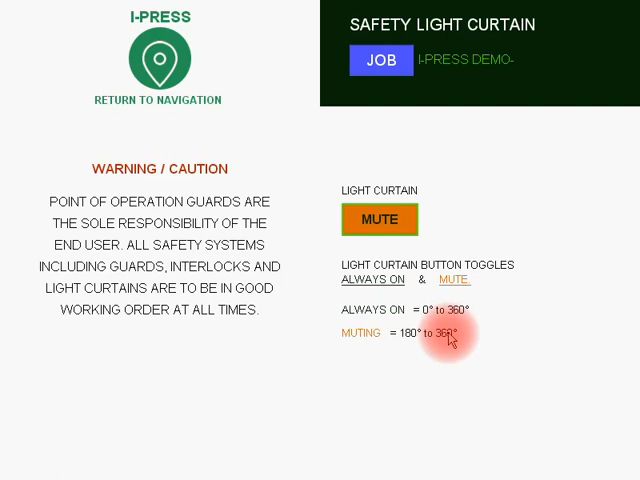 I-PRESS
RETURN TO NAVIGATION
SAFETY LIGHT CURTAIN
JOB I-PRESS DEMO-
WARNING / CAUTION
POINT OF OPERATION GUARDS ARE
THE SOLE RESPONSIBILITY OF THE
END USER. ALL SAFETY SYSTEMS
INCLUDING GUARDS, INTERLOCKS AND
LIGHT CURTAINS ARE TO BE IN GOOD
WORKING ORDER AT ALL TIMES.
LIGHT CURTAIN
MUTE
LIGHT CURTAIN BUTTON TOGGLES
ALWAYS ON & MUTE.
ALWAYS ON = 0° to 360°
MUTING = 180° to 360°